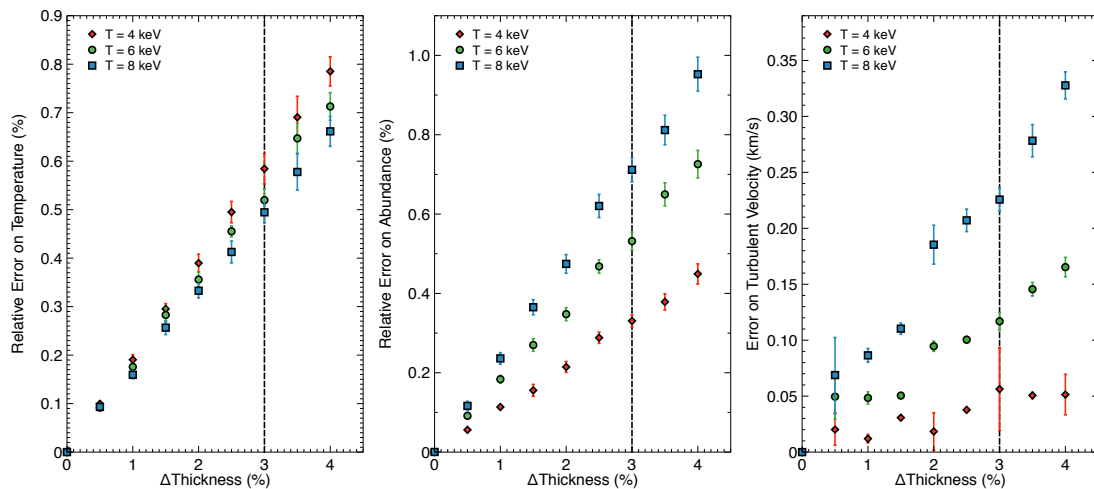 Relative Error on Temperature (%)
0.9
0.8
0.7
0.6
0.5
0.4
0.3
0.2
0.1
0
T = 4 keV
T = 6 keV
T = 8 keV
0 1 2 3 4
ΔThickness (%)
Relative Error on Abundance (%)
1.0
0.8
0.6
0.4
0.2
0
T = 4 keV
T = 6 keV
T = 8 keV
0 1 2 3 4
ΔThickness (%)
Error on Turbulent Velocity (km/s)
0.35
0.30
0.25
0.20
0.15
0.10
0.05
0
T = 4 keV
T = 6 keV
T = 8 keV
0 1 2 3 4
ΔThickness (%)